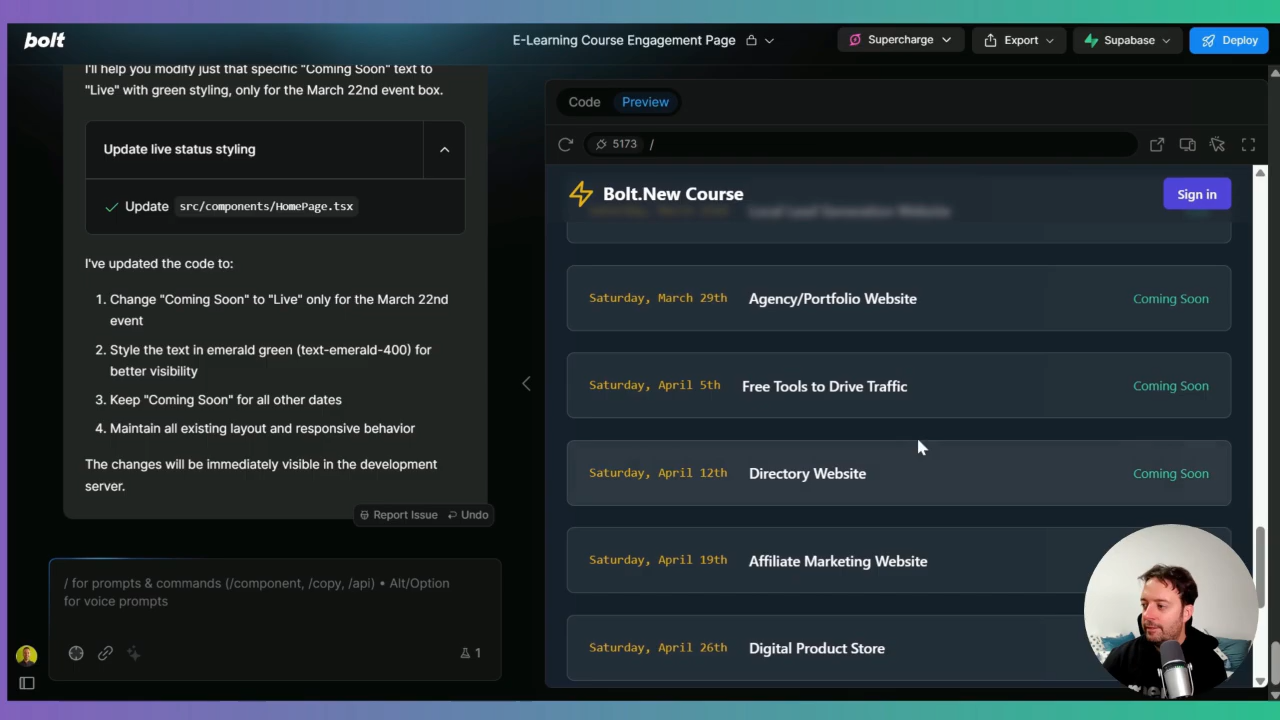 bolt
E-Learning Course Engagement Page
Supercharge
Export
Supabase
Deploy
I'll help you modify just that specific "Coming Soon" text to
"Live" with green styling, only for the March 22nd event box.
Update live status styling
Update src/components/HomePage.tsx
I've updated the code to:
1. Change "Coming Soon" to "Live" only for the March 22nd
event
2. Style the text in emerald green (text-emerald-400) for
better visibility
3. Keep "Coming Soon" for all other dates
4. Maintain all existing layout and responsive behavior
The changes will be immediately visible in the development
server.
Report Issue
Undo
/ for prompts & commands (/component, /copy, /api) • Alt/Option
for voice prompts
1
Code
Preview
5173 /
Bolt.New Course
Sign in
Local Lead Generation Website
Saturday, March 29th Agency/Portfolio Website Coming Soon
Saturday, April 5th Free Tools to Drive Traffic Coming Soon
Saturday, April 12th Directory Website Coming Soon
Saturday, April 19th Affiliate Marketing Website
Saturday, April 26th Digital Product Store